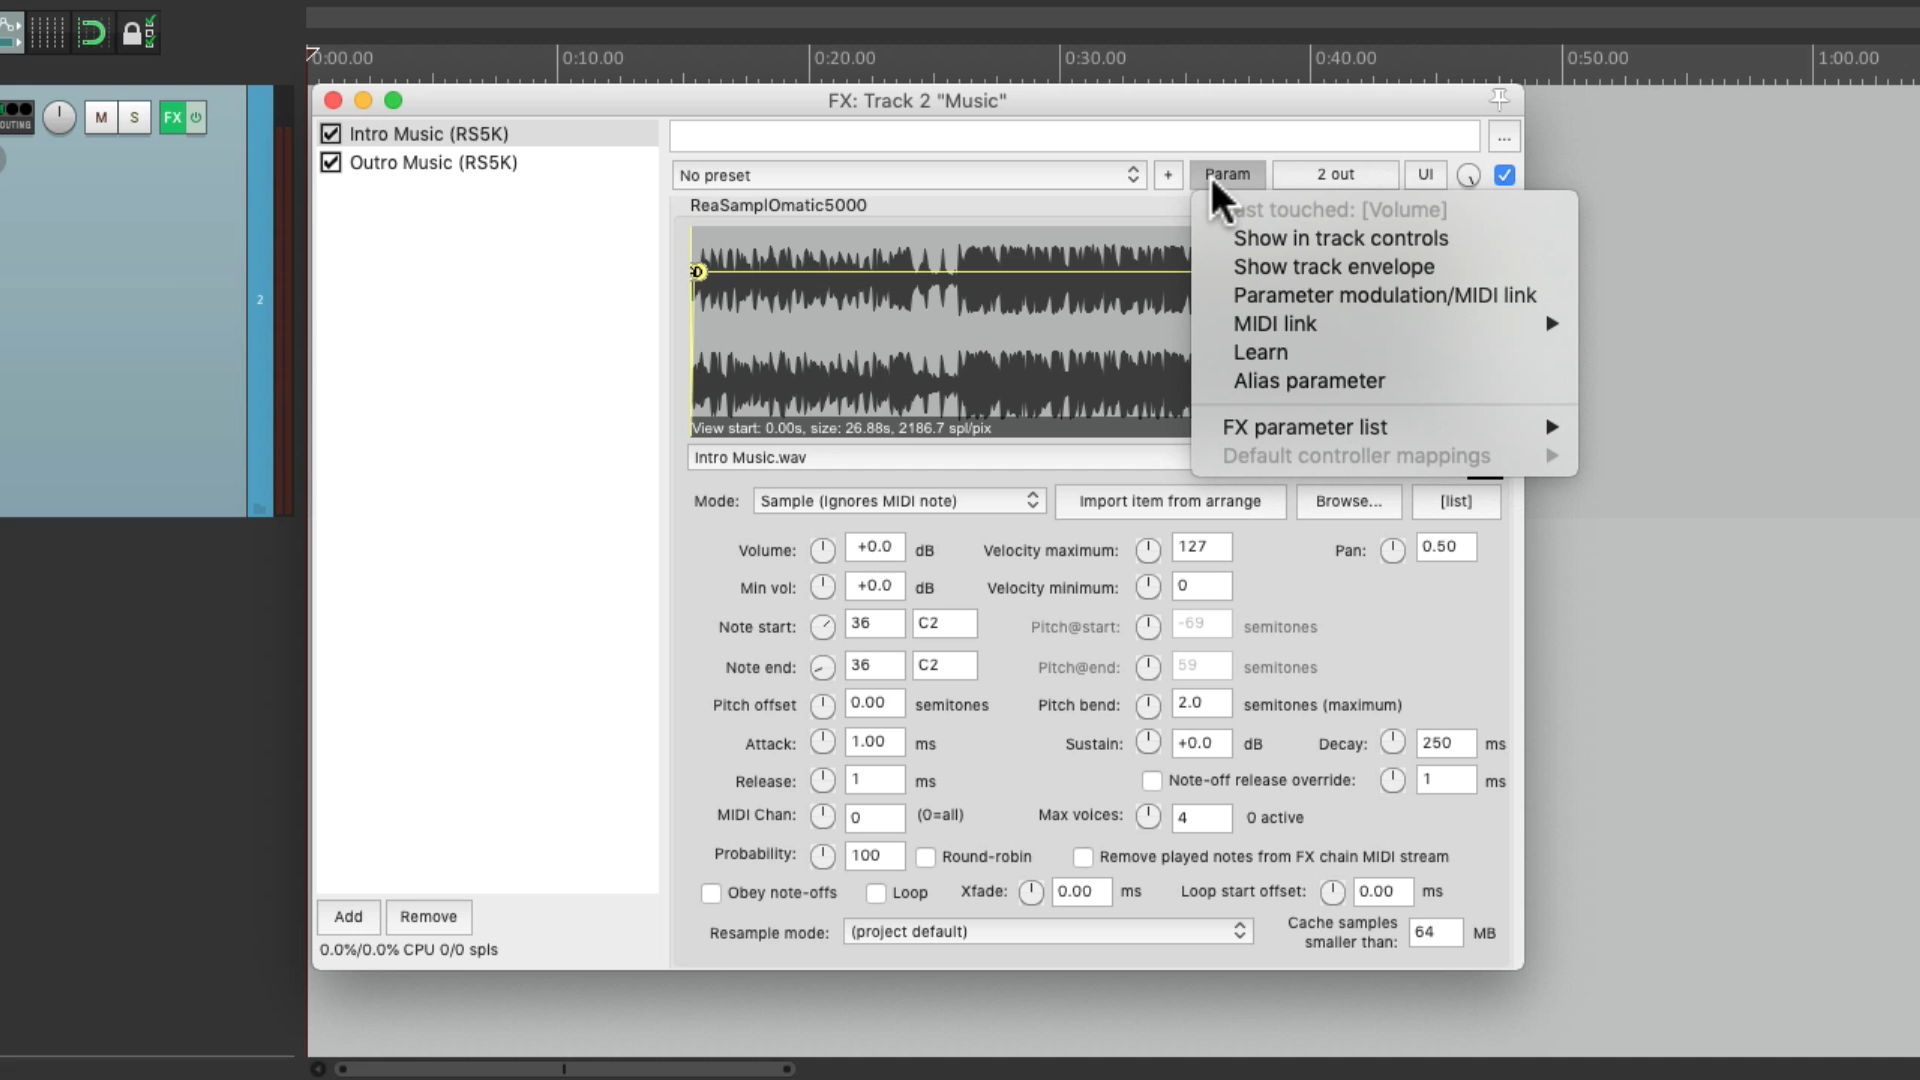 0:00.00 0:10.00 0:20.00 0:30.00 0:40.00 0:50.00 1:00.00
FX: Track 2 "Music"
OUTING M S FX
Intro Music (RS5K)
...
Outro Music (RS5K)
No preset + Param 2 out UI
ReaSamplOmatic5000
st touched: [Volume]
Show in track controls
Show track envelope
Parameter modulation/MIDI link
MIDI link
Learn
Alias parameter
FX parameter list
Default controller mappings
2
View start: 0.00s, size: 26.88s, 2186.7 spl/pix
Intro Music.wav
Mode: Sample (Ignores MIDI note) Import item from arrange Browse... [list]
Volume: +0.0 dB Velocity maximum: 127 Pan: 0.50
Min vol: +0.0 dB Velocity minimum: 0
Note start: 36 C2 Pitch@start: -69 semitones
Note end: 36 C2 Pitch@end: 59 semitones
Pitch offset 0.00 semitones Pitch bend: 2.0 semitones (maximum)
Attack: 1.00 ms Sustain: +0.0 dB Decay: 250 ms
Release: 1 ms Note-off release override: 1 ms
MIDI Chan: 0 (0=all) Max voices: 4 0 active
Probability: 100 Round-robin Remove played notes from FX chain MIDI stream
Obey note-offs Loop Xfade: 0.00 ms Loop start offset: 0.00 ms
Resample mode: (project default) Cache samples smaller than: 64 MB
Add Remove
0.0%/0.0% CPU 0/0 spls